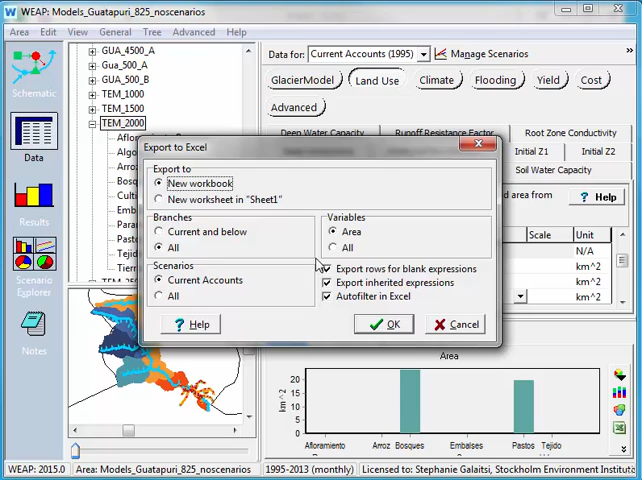 WEAP: Models_Guatapuri_825_noscenarios
Area Edit View General Tree Advanced Help
Schematic
Data
Results
Scenario
Explorer
Notes
GUA_4500_A
Gua_500_A
GUA_500_B
TEM_1000
TEM_1500
TEM_2000
Data for: Current Accounts (1995) Manage Scenarios
GlacierModel Land Use Climate Flooding Yield Cost
Advanced
Deep Water Capacity Runoff Resistance Factor Root Zone Conductivity
Initial Z1 Initial Z2
Soil Water Capacity
d area from Help
Scale Unit
N/A
km^2
km^2
km^2
Export to Excel
Export to
New workbook
New worksheet in "Sheet1"
Branches
Current and below
All
Variables
Area
All
Scenarios
Current Accounts
All
Export rows for blank expressions
Export inherited expressions
Autofilter in Excel
Help OK Cancel
Area
km^2
20
15
10
5
0
Afloramiento Arroz Bosques Embalses Pastos Tejido
WEAP: 2015.0 Area: Models_Guatapuri_825_noscenarios 1995-2013 (monthly) Licensed to: Stephanie Galaitsi, Stockholm Environment Institute